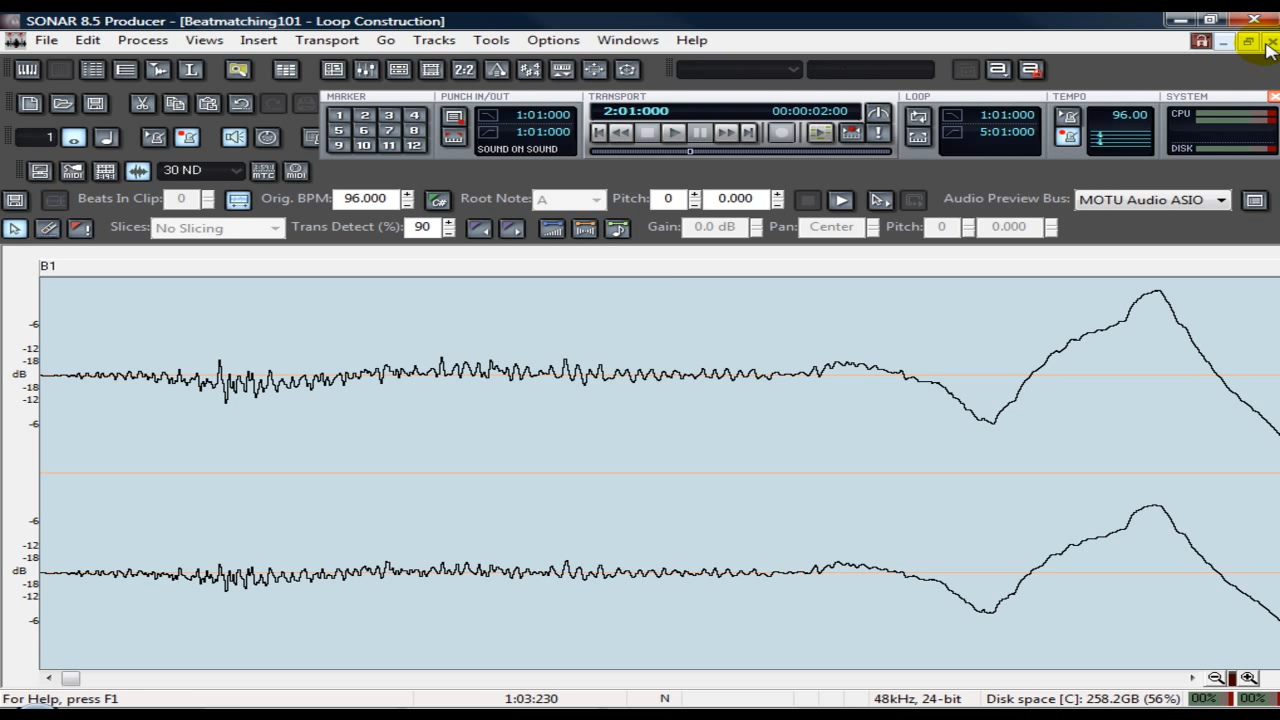 SONAR 8.5 Producer - [Beatmatching101 - Loop Construction]
File Edit Process Views Insert Transport Go Tracks Tools Options Windows Help
MARKER PUNCH IN/OUT TRANSPORT LOOP TEMPO SYSTEM
1 2 3 4 1:01:000 2:01:000 00:00:02:00 1:01:000 96.00 CPU
5 6 7 8 1:01:000 5:01:000
9 10 11 12 SOUND ON SOUND DISK
1
30 ND MTC MIDI
Beats In Clip: 0 Orig. BPM: 96.000 C# Root Note: A Pitch: 0 0.000 Audio Preview Bus: MOTU Audio ASIO
Slices: No Slicing Trans Detect (%): 90 Gain: 0.0 dB Pan: Center Pitch: 0 0.000
B1
-6
-12
-18
dB
-18
-12
-6
-6
-12
-18
dB
-18
-12
-6
For Help, press F1 1:03:230 N 48kHz, 24-bit Disk space [C]: 258.2GB (56%) 00% 00%